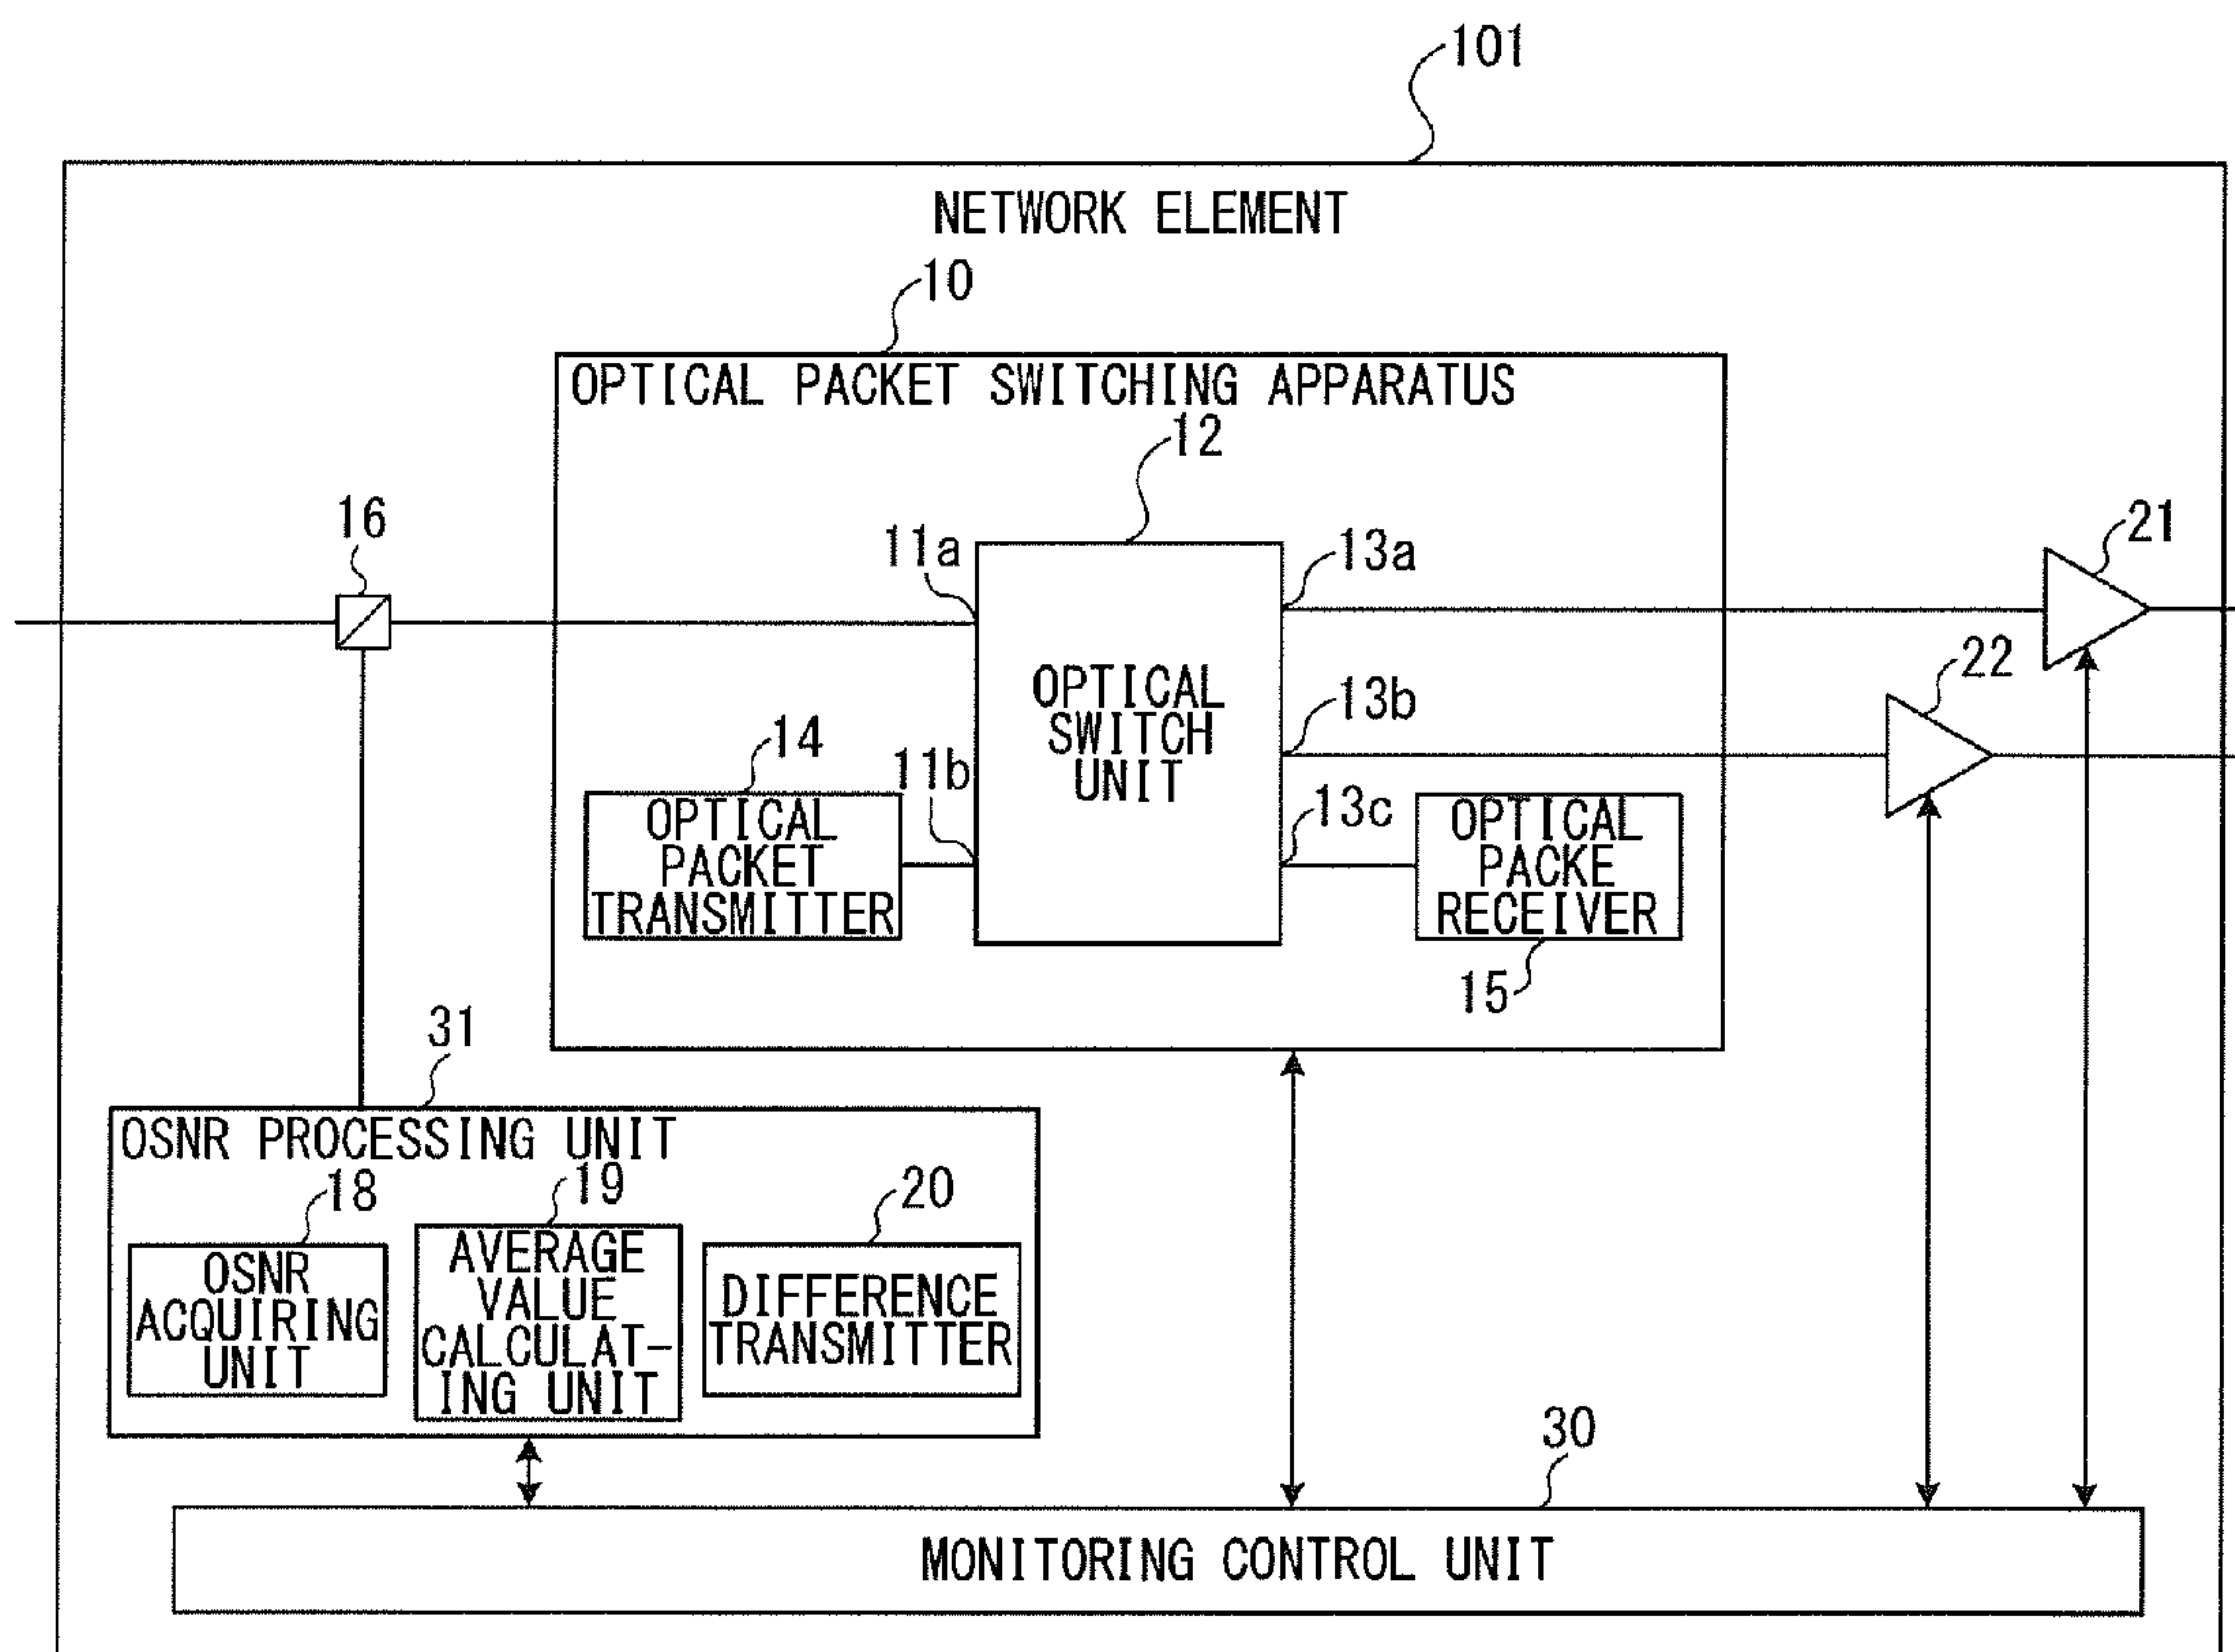 101
NETWORK ELEMENT
10
OPTICAL PACKET SWITCHING APPARATUS
12
16
11a
13a
21
OPTICAL
SWITCH
UNIT
22
13b
14
11b
13c
OPTICAL
PACKET
TRANSMITTER
OPTICAL
PACKE
RECEIVER
15
31
OSNR PROCESSING UNIT
18
19
20
OSNR
ACQUIRING
UNIT
AVERAGE
VALUE
CALCULAT-
ING UNIT
DIFFERENCE
TRANSMITTER
30
MONITORING CONTROL UNIT